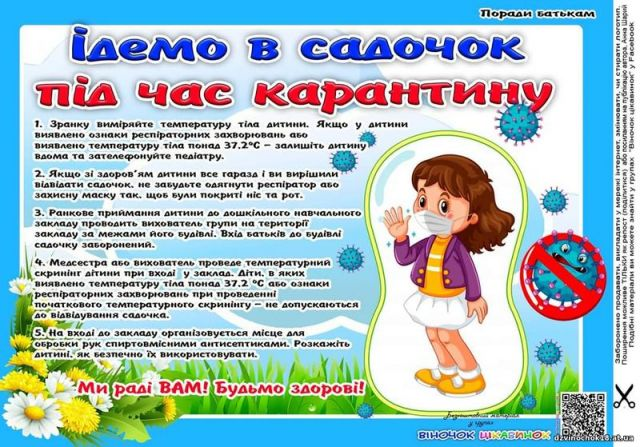 Поради батькам
ідемо в садочок
під час карантину
1. Зранку виміряйте температуру тіла дитини. Якщо у дитини
виявлено ознаки респіраторних захворювань або
виявлено температуру тіла понад 37.2°С – залишіть дитину
вдома та зателефонуйте педіатру.
2. Якщо зі здоров'ям дитини все гаразд і ви вирішили
відвідати садочок, не забудьте одягнути респіратор або
захисну маску так, щоб були покриті ніс та рот.
3. Ранкове приймання дитини до дошкільного навчального
закладу проводить вихователь групи на території
закладу за межами його будівлі. Вхід батьків до будівлі
садочку заборонений.
4. Медсестра або вихователь проведе температурний
скринінг дітини при вході у заклад. Діти, в яких
виявлено температуру тіла понад 37.2 °С або ознаки
респіраторних захворювань при проведенні
початкового температурного скринінгу – не допускаються
до відвідування садочка.
5. На вході до закладу організовується місце для
обробки рук спиртовмісними антисептиками. Розкажіть
дитині, як безпечно їх використовувати.
Ми раді ВАМ! Будьмо здорові!
Безкоштовний матеріал
у групах
ВІНОЧОК ЦІКАВИНОК
Заборонено продавати, викладати у мережі Інтернет, змінювати, чи стирати логотип.
Поширення можливе ТІЛЬКИ як репост (поділитися) або посиланням на публікацію автора. Анна Шарій
Подібні матеріали ви можете знайти у групах "Віночок цікавинок" у Facebook
dzvinochok18.at.ua